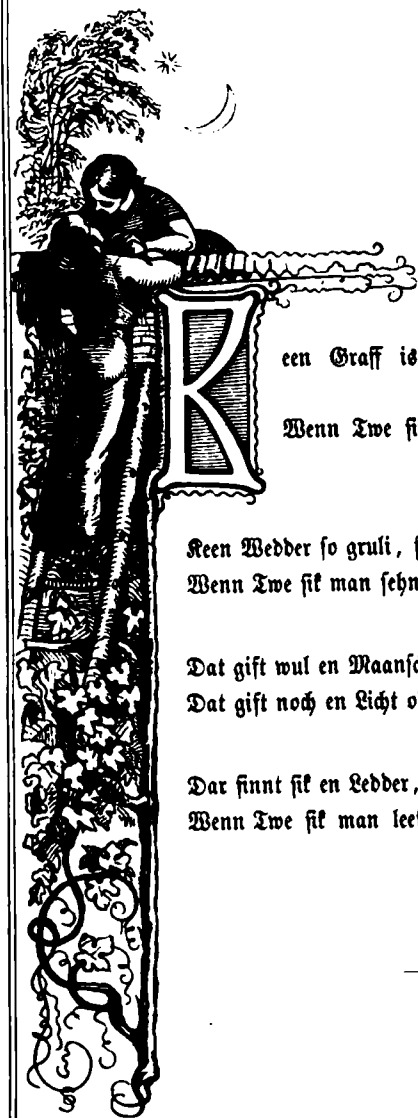 Keen Graff is
Wenn Twe si
Keen Wedder so gruli,
Wenn Twe sik man sehn
Dat gift wul en Maansc
Dat gift noch en Licht o
Dar finnt sik en Ledder,
Wenn Twe sik man lee